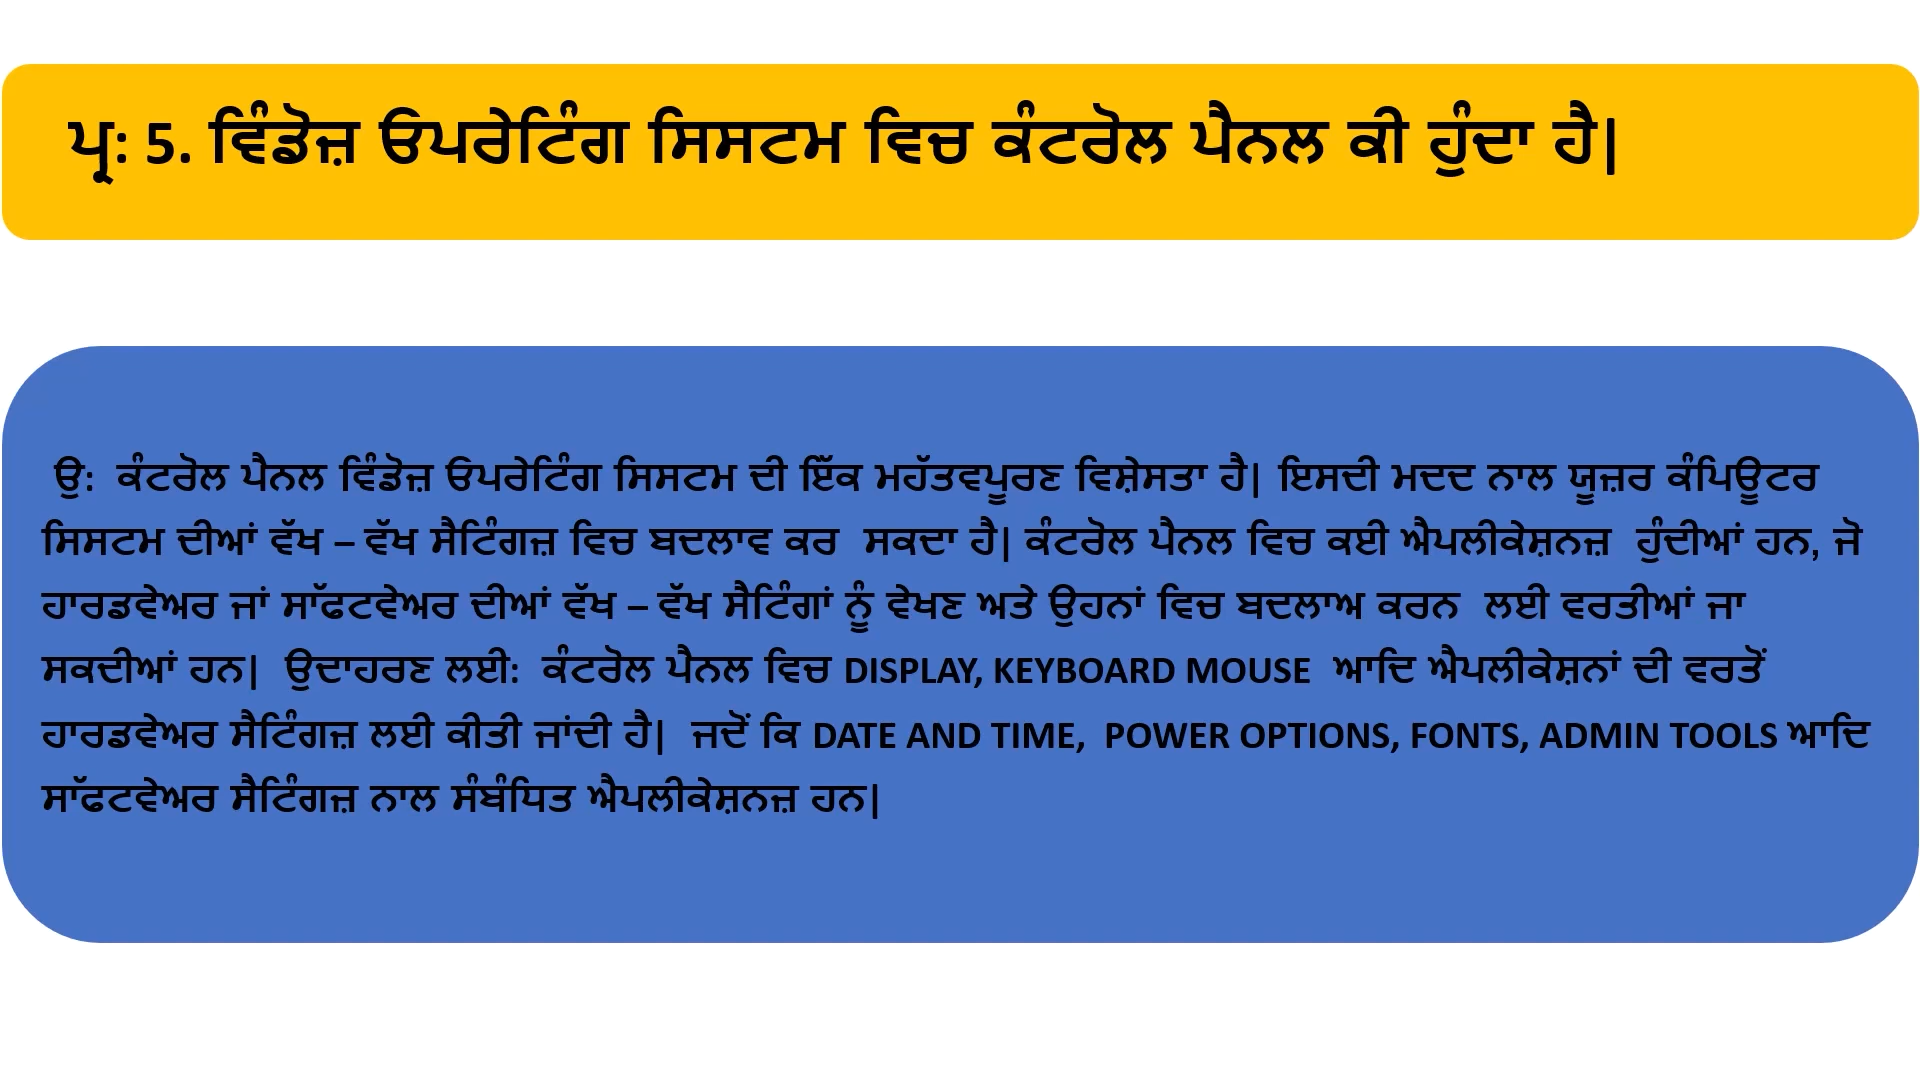 ਪ੍ਰ: 5. ਵਿੰਡੋਜ਼ ਓਪਰੇਟਿੰਗ ਸਿਸਟਮ ਵਿਚ ਕੰਟਰੋਲ ਪੈਨਲ ਕੀ ਹੁੰਦਾ ਹੈ|
ਉ: ਕੰਟਰੋਲ ਪੈਨਲ ਵਿੰਡੋਜ਼ ਓਪਰੇਟਿੰਗ ਸਿਸਟਮ ਦੀ ਇੱਕ ਮਹੱਤਵਪੂਰਣ ਵਿਸ਼ੇਸਤਾ ਹੈ| ਇਸਦੀ ਮਦਦ ਨਾਲ ਯੂਜ਼ਰ ਕੰਪਿਊਟਰ
ਸਿਸਟਮ ਦੀਆਂ ਵੱਖ – ਵੱਖ ਸੈਟਿੰਗਜ਼ ਵਿਚ ਬਦਲਾਵ ਕਰ ਸਕਦਾ ਹੈ| ਕੰਟਰੋਲ ਪੈਨਲ ਵਿਚ ਕਈ ਐਪਲੀਕੇਸ਼ਨਜ਼ ਹੁੰਦੀਆਂ ਹਨ, ਜੋ
ਹਾਰਡਵੇਅਰ ਜਾਂ ਸਾੱਫਟਵੇਅਰ ਦੀਆਂ ਵੱਖ – ਵੱਖ ਸੈਟਿੰਗਾਂ ਨੂੰ ਵੇਖਣ ਅਤੇ ਉਹਨਾਂ ਵਿਚ ਬਦਲਾਅ ਕਰਨ ਲਈ ਵਰਤੀਆਂ ਜਾ
ਸਕਦੀਆਂ ਹਨ| ਉਦਾਹਰਣ ਲਈ: ਕੰਟਰੋਲ ਪੈਨਲ ਵਿਚ DISPLAY, KEYBOARD MOUSE ਆਦਿ ਐਪਲੀਕੇਸ਼ਨਾਂ ਦੀ ਵਰਤੋਂ
ਹਾਰਡਵੇਅਰ ਸੈਟਿੰਗਜ਼ ਲਈ ਕੀਤੀ ਜਾਂਦੀ ਹੈ| ਜਦੋਂ ਕਿ DATE AND TIME, POWER OPTIONS, FONTS, ADMIN TOOLS ਆਦਿ
ਸਾੱਫਟਵੇਅਰ ਸੈਟਿੰਗਜ਼ ਨਾਲ ਸੰਬੰਧਿਤ ਐਪਲੀਕੇਸ਼ਨਜ਼ ਹਨ|